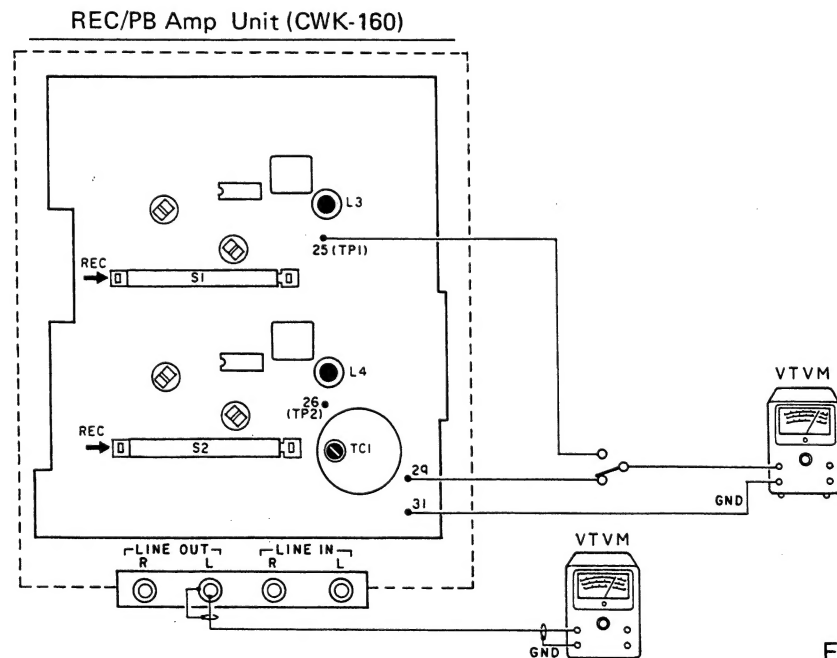 REC/PB Amp Unit (CWK-160)
L3
25 (TP1)
REC
S1
VTVM
L4
26
(TP2)
REC
S2
TC1
29
31
GND
LINE OUT
LINE IN
R
L
R
L
VTVM
GND
E